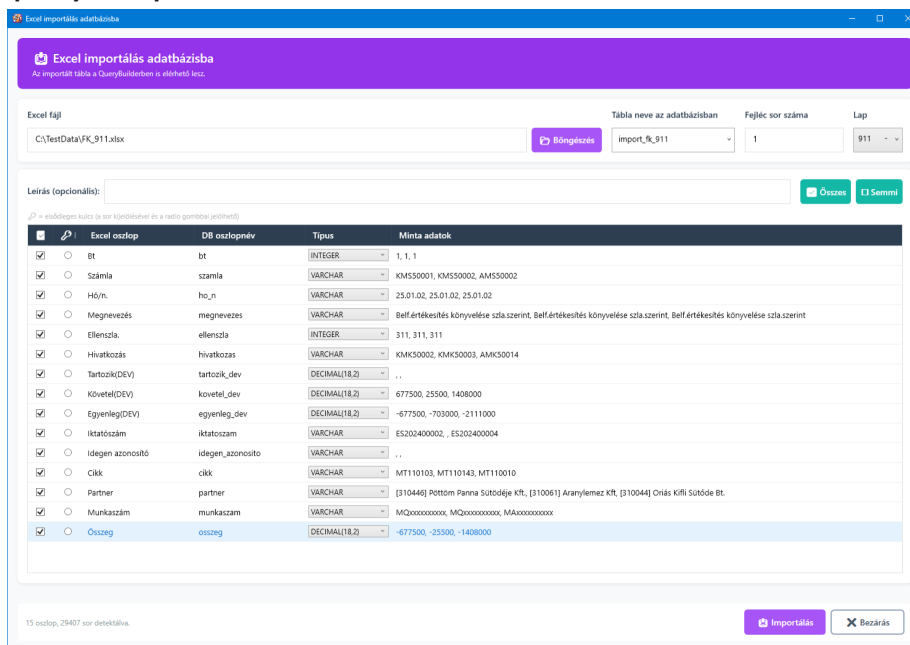 Excel importálás adatbázisba
Excel importálás adatbázisba
Az importált tábla a QueryBuilderben is elérhető lesz.
Excel fájl Tábla neve az adatbázisban Fejléc sor száma Lap
C:\TestData\FK_911.xlsx Böngészés import_fk_911 1 911 -
Leírás (opcionális): Összes Semmi
= elsődleges kulcs (a sor kijelölésével és a radio gombbal jelölhető)
Excel oszlop DB oszlopnév Típus Minta adatok
Bt bt INTEGER 1, 1, 1
Számla szamla VARCHAR KMS50001, KMS50002, AMS50002
Hó/n. ho_n VARCHAR 25.01.02, 25.01.02, 25.01.02
Megnevezés megnevezes VARCHAR Belf.értékesítés könyvelése szla.szerint, Belf.értékesítés könyvelése szla.szerint, Belf.értékesítés könyvelése szla.szerint
Ellenszla. ellenszla INTEGER 311, 311, 311
Hivatkozás hivatkozas VARCHAR KMK50002, KMK50003, AMK50014
Tartozik(DEV) tartozik_dev DECIMAL(18,2) , ,
Követel(DEV) kovetel_dev DECIMAL(18,2) 677500, 25500, 1408000
Egyenleg(DEV) egyenleg_dev DECIMAL(18,2) -677500, -703000, -2111000
Iktatószám iktatoszam VARCHAR ES202400002, , ES202400004
Idegen azonosító idegen_azonosito VARCHAR , ,
Cikk cikk VARCHAR MT110103, MT110143, MT110010
Partner partner VARCHAR [310446] Pöttöm Panna Sütödéje Kft., [310061] Aranylemez Kft, [310044] Oriás Kifli Sütóde Bt.
Munkaszám munkaszam VARCHAR MQxxxxxxxxxx, MQxxxxxxxxxx, MAxxxxxxxxxx
Összeg osszeg DECIMAL(18,2) -677500, -25500, -1408000
15 oszlop, 29407 sor detektálva. Importálás Bezárás